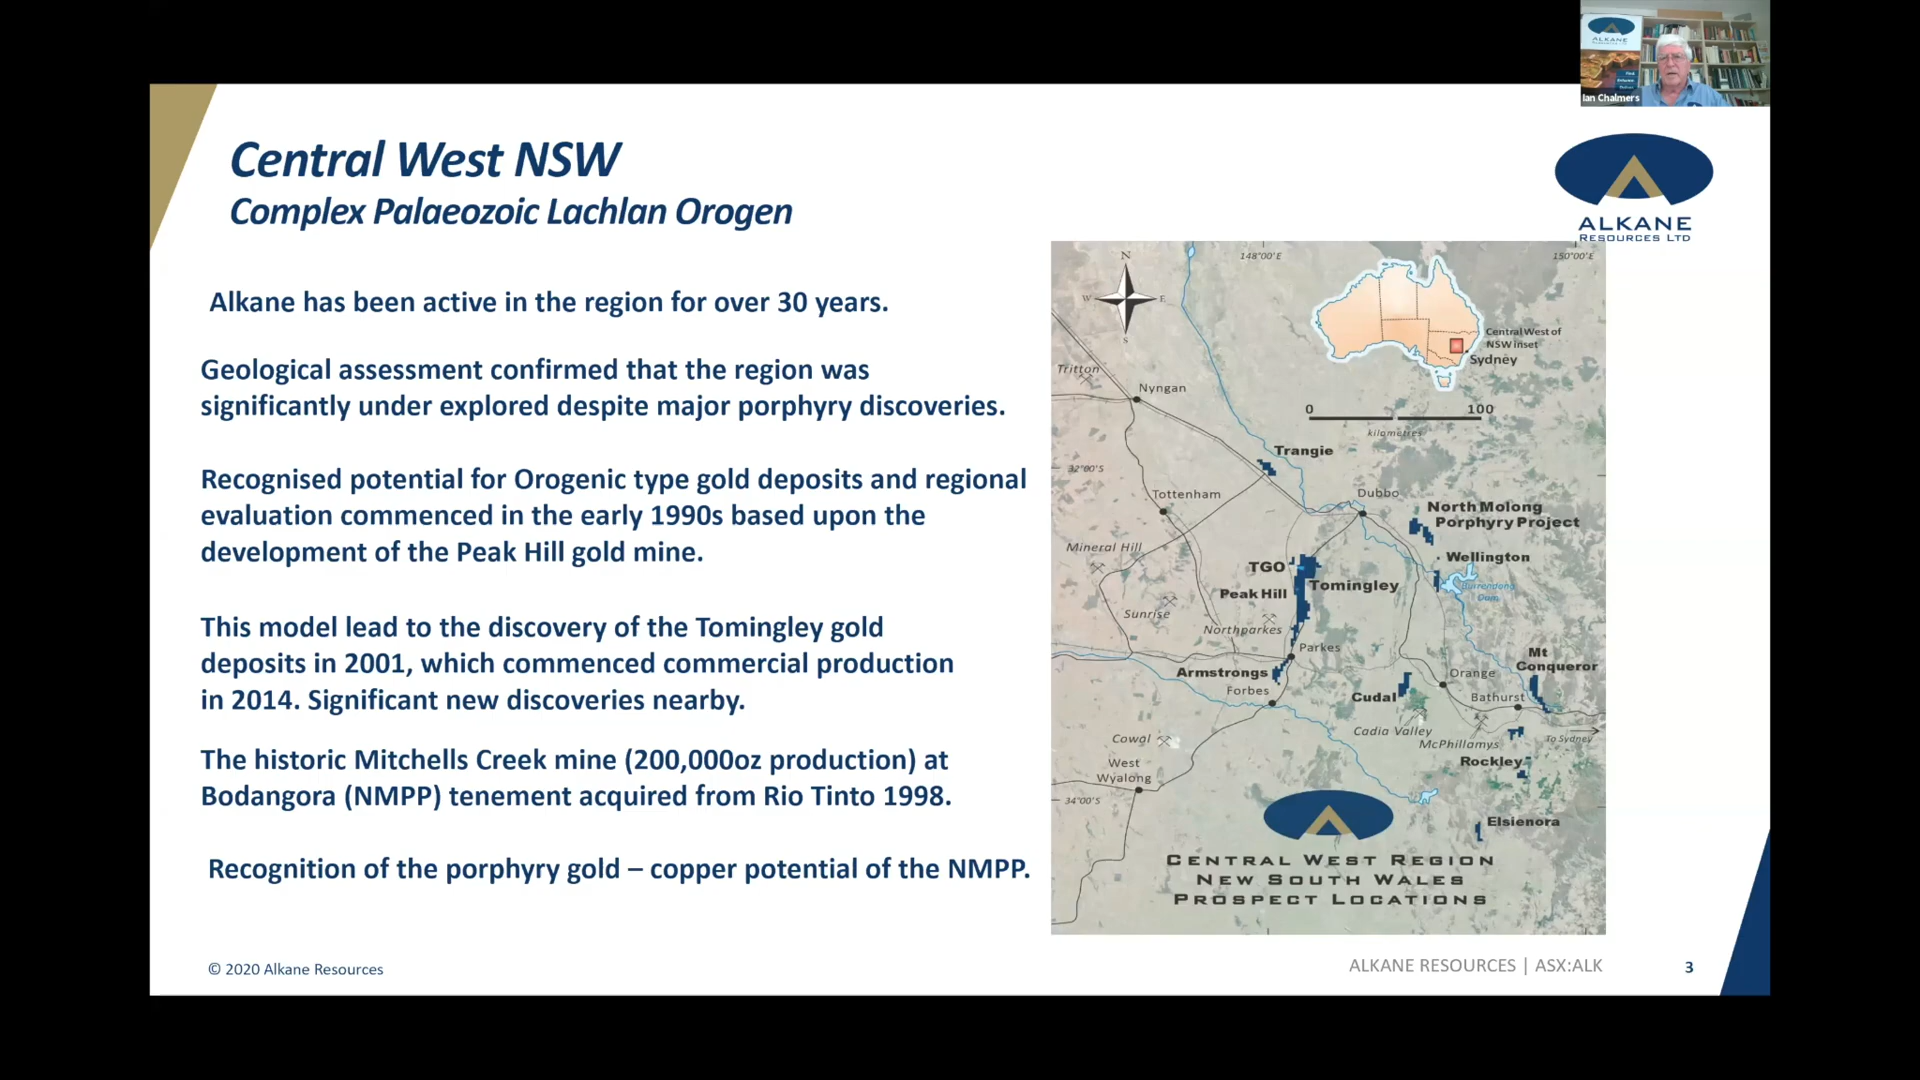 ALKANE
Ian Chalmers
Central West NSW
Complex Palaeozoic Lachlan Orogen
ALKANE
RESOURCES LTD
Alkane has been active in the region for over 30 years.
Geological assessment confirmed that the region was
significantly under explored despite major porphyry discoveries.
Recognised potential for Orogenic type gold deposits and regional
evaluation commenced in the early 1990s based upon the
development of the Peak Hill gold mine.
This model lead to the discovery of the Tomingley gold
deposits in 2001, which commenced commercial production
in 2014. Significant new discoveries nearby.
The historic Mitchells Creek mine (200,000oz production) at
Bodangora (NMPP) tenement acquired from Rio Tinto 1998.
Recognition of the porphyry gold – copper potential of the NMPP.
N
W
E
S
148°00'E
150°00'E
Central West of
NSW inset
Sydney
0 100
kilometres
Tritton
Nyngan
Trangie
32°00'S
Tottenham
Dubbo
North Molong
Porphyry Project
Mineral Hill
Wellington
TGO
Tomingley
Burrendong
Dam
Peak Hill
Sunrise
Northparkes
Parkes
Mt
Conqueror
Armstrongs
Orange
Forbes
Cudal
Bathurst
Cadia Valley
McPhillamys
To Sydney
Cowal
West
Wyalong
Rockley
34°00'S
Elsienora
CENTRAL WEST REGION
NEW SOUTH WALES
PROSPECT LOCATIONS
© 2020 Alkane Resources
ALKANE RESOURCES | ASX:ALK
3